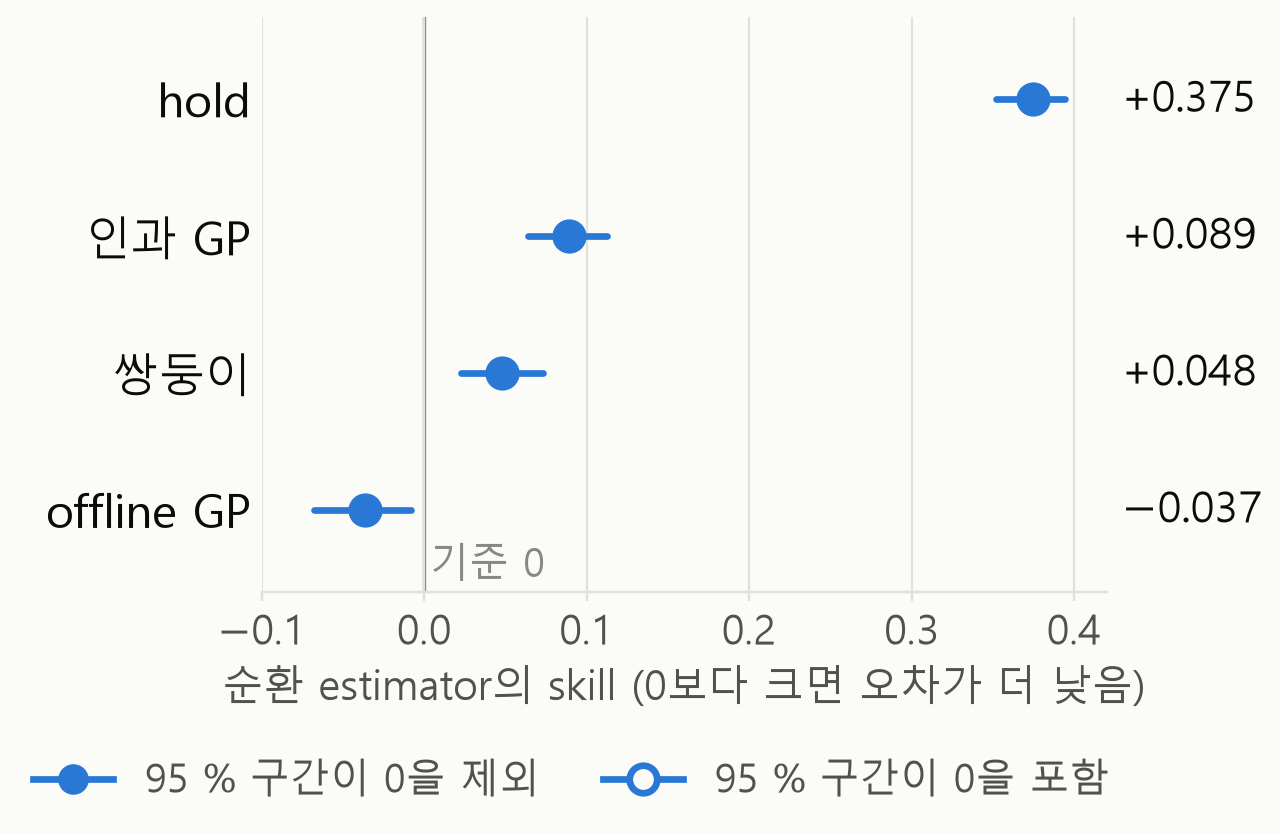 hold +0.375
인과 GP +0.089
쌍둥이 +0.048
offline GP −0.037
기준 0
−0.1 0.0 0.1 0.2 0.3 0.4
순환 estimator의 skill (0보다 크면 오차가 더 낮음)
95 % 구간이 0을 제외 95 % 구간이 0을 포함